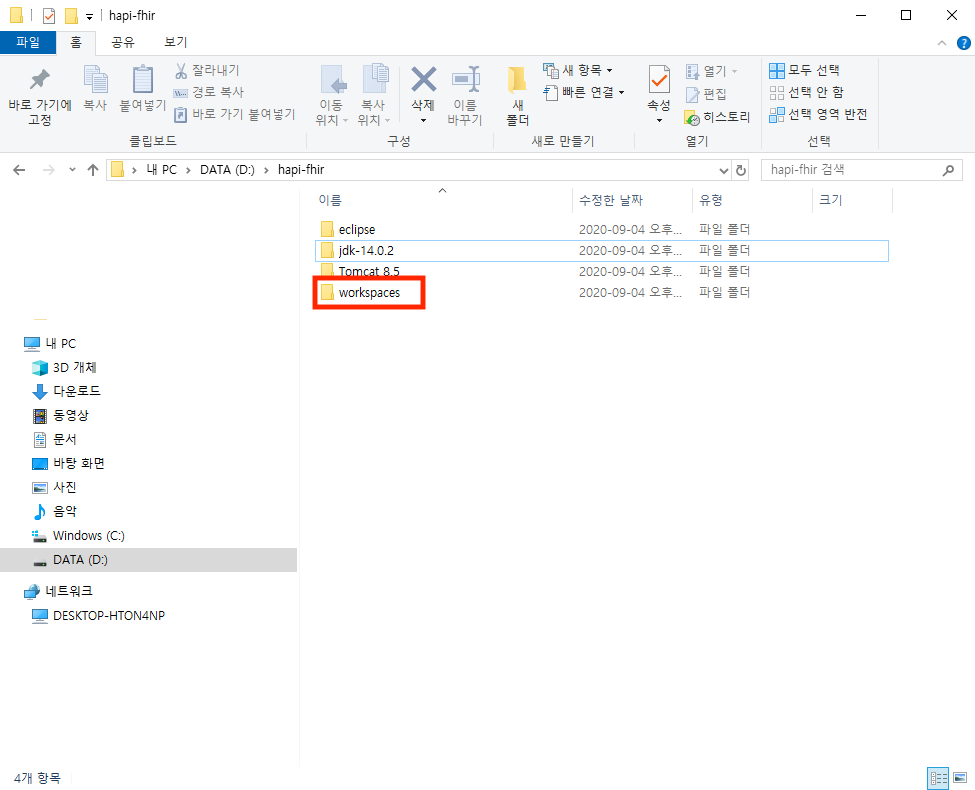 hapi-fhir
파일 홈 공유 보기
바로 가기에 고정
복사
붙여넣기
잘라내기
경로 복사
바로 가기 붙여넣기
클립보드
이동 위치
복사 위치
삭제
이름 바꾸기
구성
새 폴더
새 항목
빠른 연결
새로 만들기
속성
열기
편집
히스토리
열기
모두 선택
선택 안 함
선택 영역 반전
선택
내 PC DATA (D:) hapi-fhir
hapi-fhir 검색
이름 수정한 날짜 유형 크기
eclipse 2020-09-04 오후... 파일 폴더
jdk-14.0.2 2020-09-04 오후... 파일 폴더
Tomcat 8.5 2020-09-04 오후... 파일 폴더
workspaces 2020-09-04 오후... 파일 폴더
내 PC
3D 개체
다운로드
동영상
문서
바탕 화면
사진
음악
Windows (C:)
DATA (D:)
네트워크
DESKTOP-HTON4NP
4개 항목